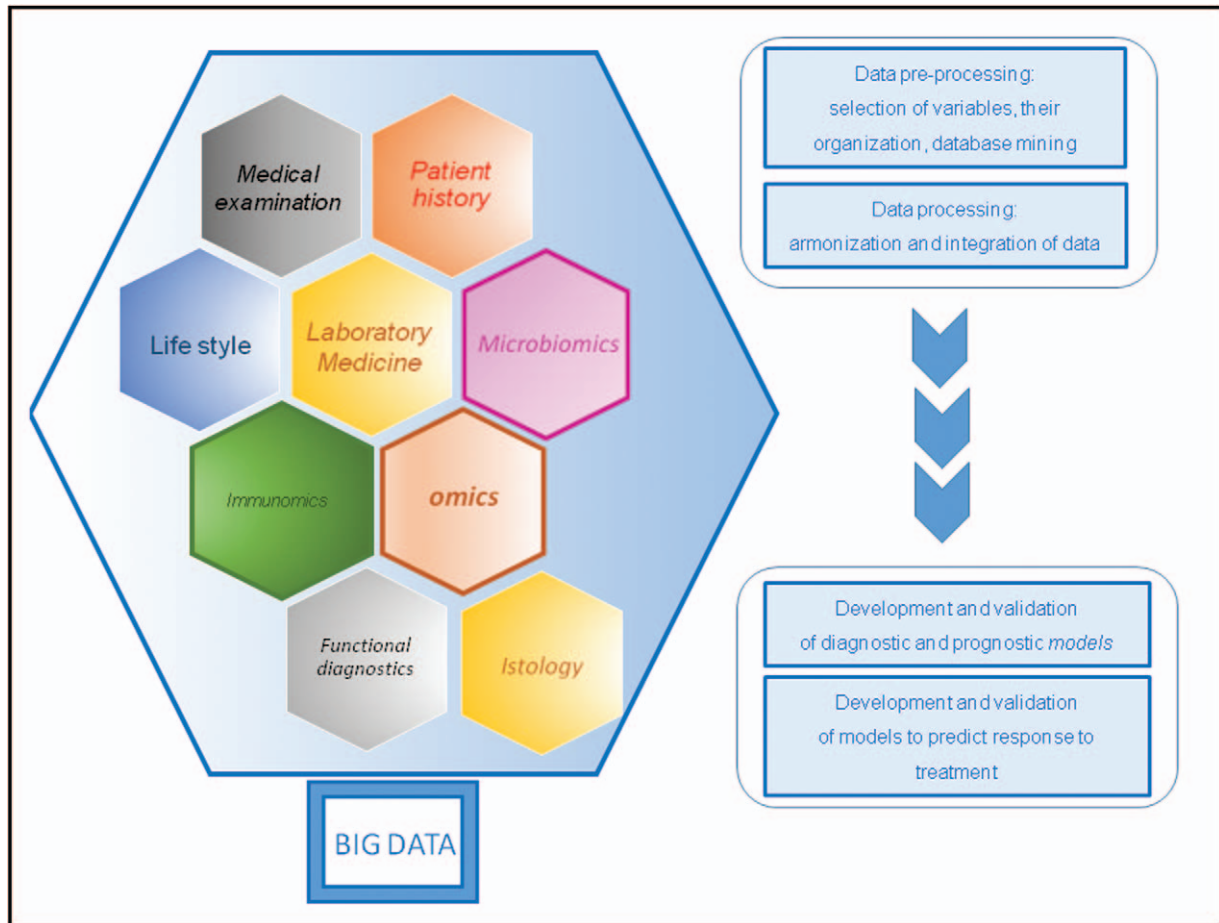 Medical
examination
Patient
history
Life style
Laboratory
Medicine
Microbiomics
Immunomics
omics
Functional
diagnostics
Istology
BIG DATA
Data pre-processing:
selection of variables, their
organization, database mining
Data processing:
armonization and integration of data
Development and validation
of diagnostic and prognostic models
Development and validation
of models to predict response to
treatment